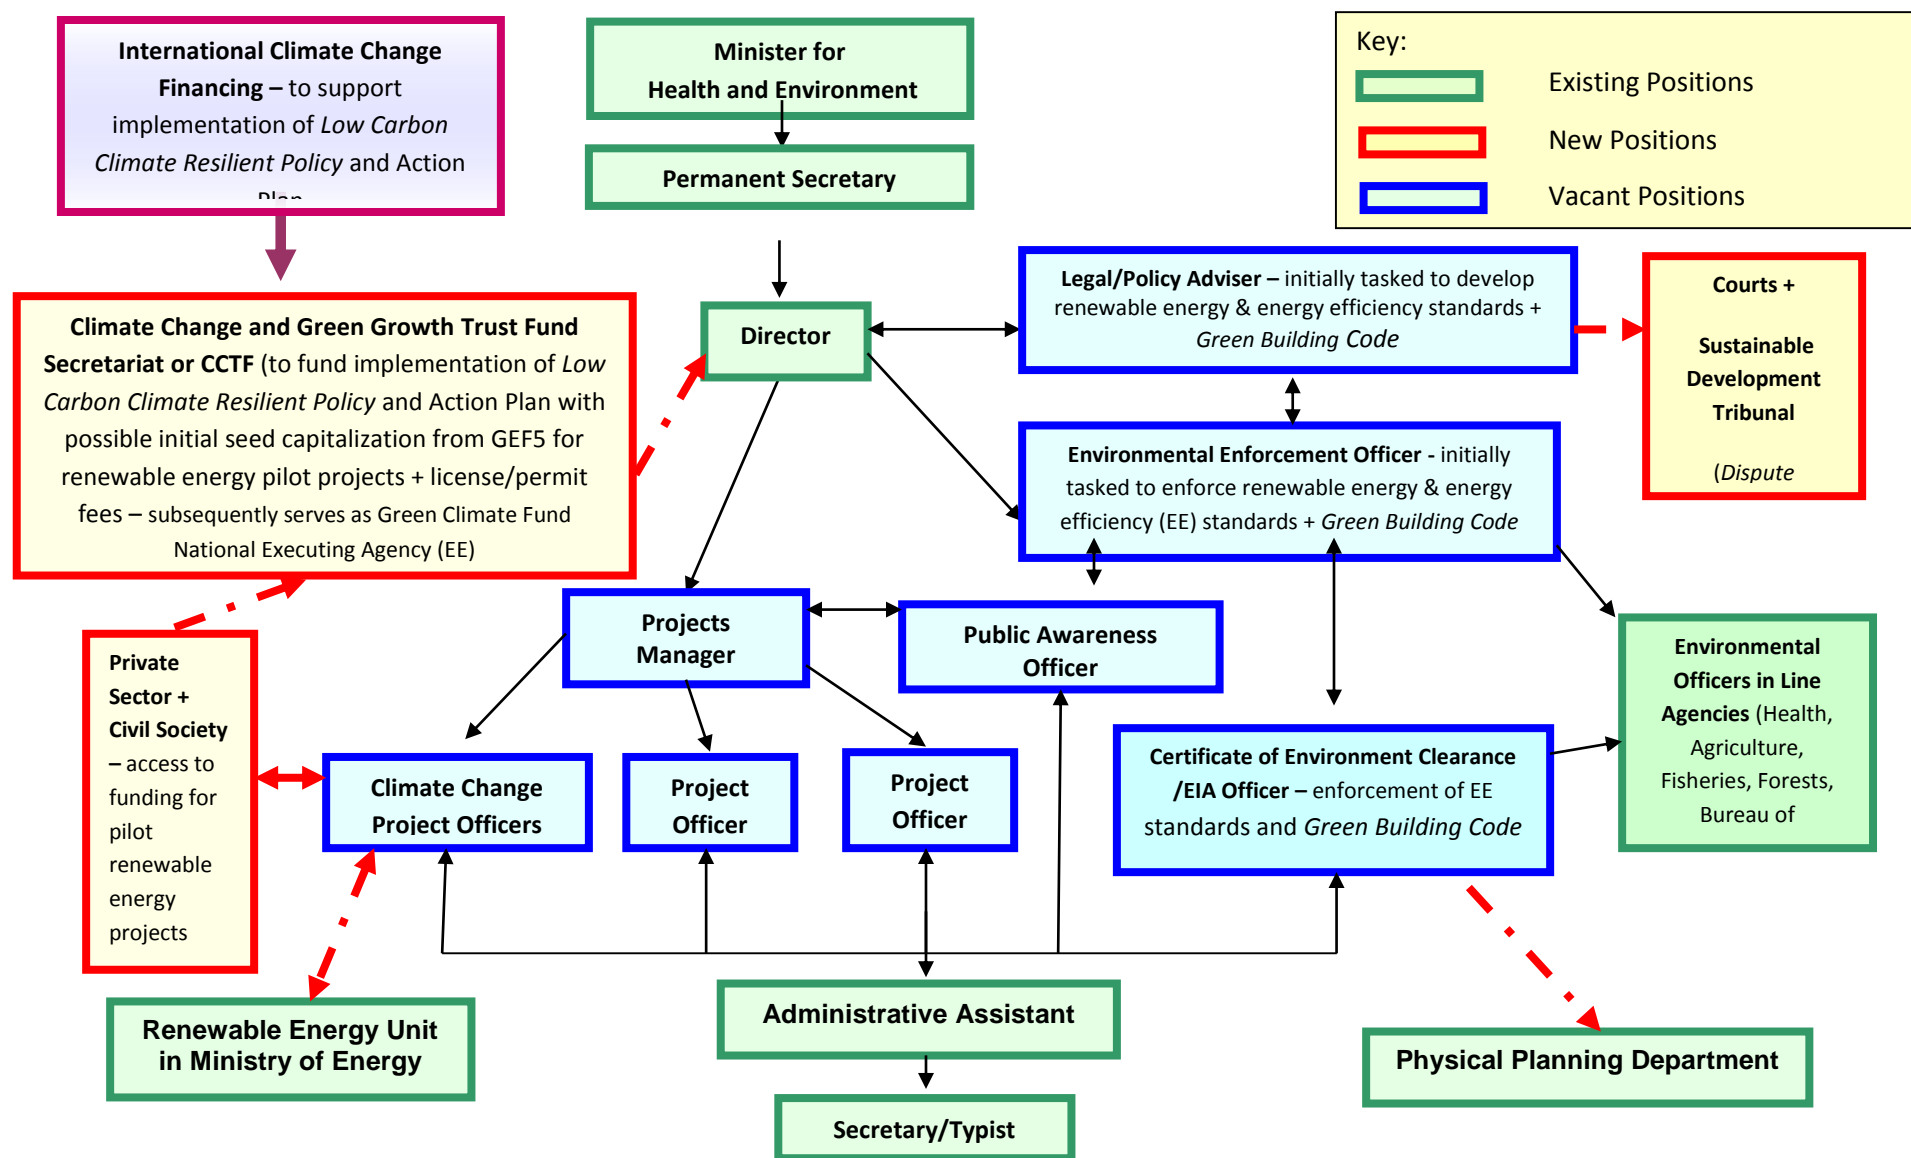 International Climate Change
Financing – to support
implementation of Low Carbon
Climate Resilient Policy and Action
Plan
Minister for
Health and Environment
Permanent Secretary
Key:
Existing Positions
New Positions
Vacant Positions
Climate Change and Green Growth Trust Fund
Secretariat or CCTF (to fund implementation of Low
Carbon Climate Resilient Policy and Action Plan with
possible initial seed capitalization from GEF5 for
renewable energy pilot projects + license/permit
fees – subsequently serves as Green Climate Fund
National Executing Agency (EE)
Director
Legal/Policy Adviser – initially tasked to develop
renewable energy & energy efficiency standards +
Green Building Code
Courts +
Sustainable
Development
Tribunal
(Dispute
Environmental Enforcement Officer - initially
tasked to enforce renewable energy & energy
efficiency (EE) standards + Green Building Code
Projects
Manager
Public Awareness
Officer
Environmental
Officers in Line
Agencies (Health,
Agriculture,
Fisheries, Forests,
Bureau of
Private
Sector +
Civil Society
– access to
funding for
pilot
renewable
energy
projects
Climate Change
Project Officers
Project
Officer
Project
Officer
Certificate of Environment Clearance
/EIA Officer – enforcement of EE
standards and Green Building Code
Renewable Energy Unit
in Ministry of Energy
Administrative Assistant
Physical Planning Department
Secretary/Typist